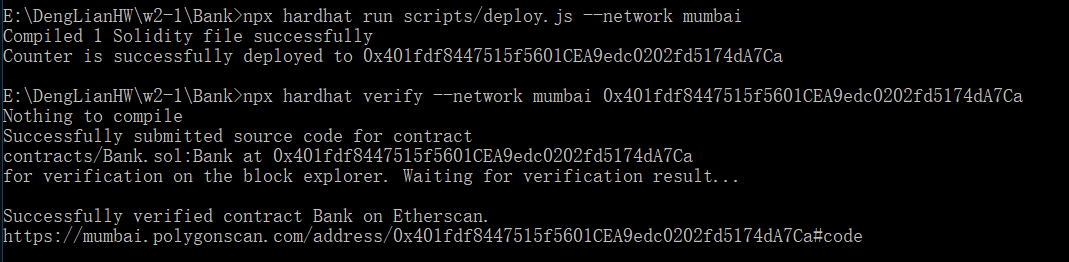 E:\DengLianHW\w2-1\Bank>npx hardhat run scripts/deploy.js --network mumbai
Compiled 1 Solidity file successfully
Counter is successfully deployed to 0x401fdf8447515f5601CEA9edc0202fd5174dA7Ca
E:\DengLianHW\w2-1\Bank>npx hardhat verify --network mumbai 0x401fdf8447515f5601CEA9edc0202fd5174dA7Ca
Nothing to compile
Successfully submitted source code for contract
contracts/Bank.sol:Bank at 0x401fdf8447515f5601CEA9edc0202fd5174dA7Ca
for verification on the block explorer. Waiting for verification result...
Successfully verified contract Bank on Etherscan.
https://mumbai.polygonscan.com/address/0x401fdf8447515f5601CEA9edc0202fd5174dA7Ca#code